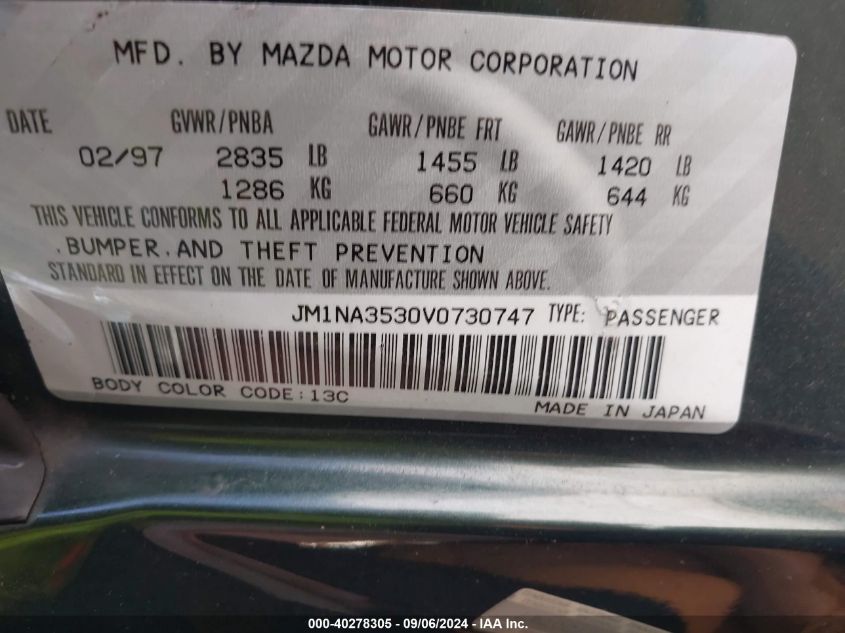 MFD. BY MAZDA MOTOR CORPORATION
DATE GVWR/PNBA GAWR/PNBE FRT GAWR/PNBE RR
02/97 2835 LB 1455 LB 1420 LB
1286 KG 660 KG 644 KG
THIS VEHICLE CONFORMS TO ALL APPLICABLE FEDERAL MOTOR VEHICLE SAFETY
.BUMPER.AND THEFT PREVENTION
STANDARD IN EFFECT ON THE DATE OF MANUFACTURE SHOWN ABOVE.
JM1NA3530V0730747 TYPE: PASSENGER
BODY COLOR CODE:13C
MADE IN JAPAN
000-40278305 - 09/06/2024 - IAA Inc.